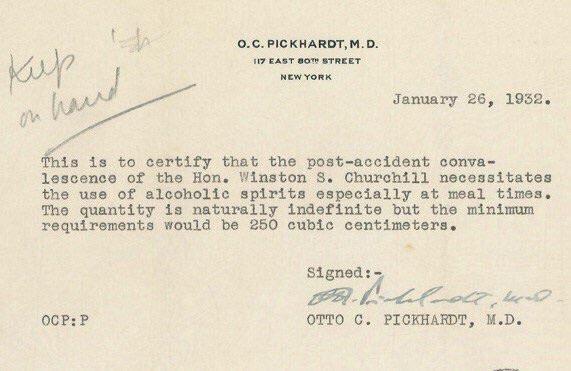 Keep
on hand
O. C. PICKHARDT, M. D.
117 EAST 80TH STREET
NEW YORK
January 26, 1932.
This is to certify that the post-accident conva-
lescence of the Hon. Winston S. Churchill necessitates
the use of alcoholic spirits especially at meal times.
The quantity is naturally indefinite but the minimum
requirements would be 250 cubic centimeters.
Signed:-
Pickhardt, M.D.
OCP:P OTTO C. PICKHARDT, M.D.